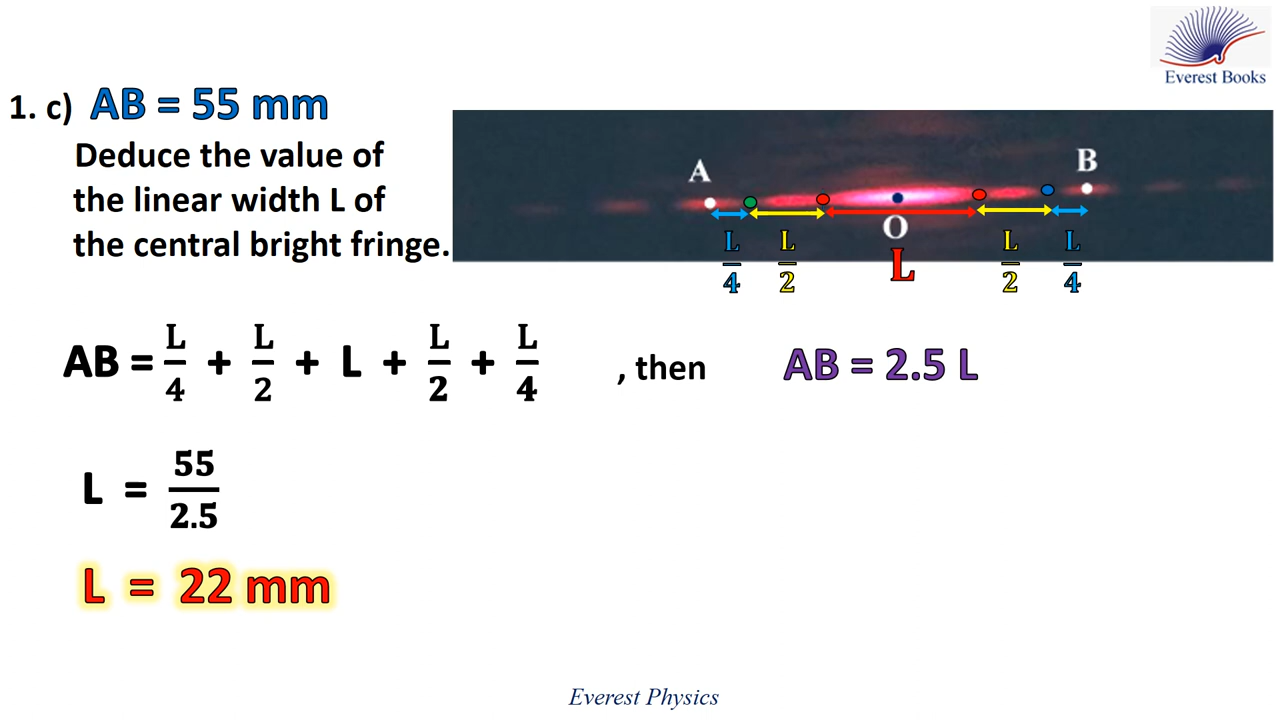 Everest Books
1. c) AB = 55 mm
Deduce the value of
the linear width L of
the central bright fringe.
A B
O
L/4 L/2 L L/2 L/4
AB = L/4 + L/2 + L + L/2 + L/4 , then AB = 2.5 L
L = 55/2.5
L = 22 mm
Everest Physics